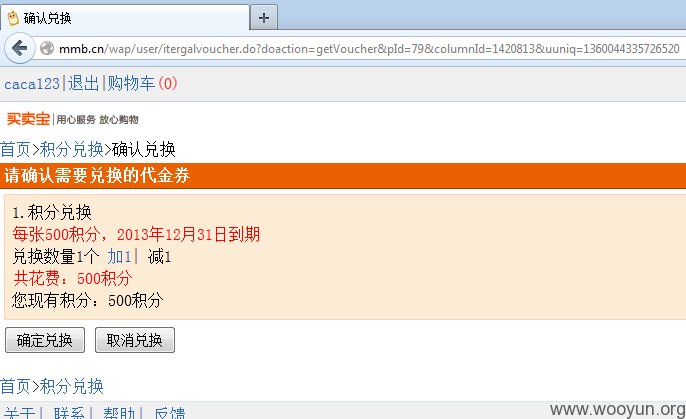 确认兑换
mmb.cn/wap/user/itergalvoucher.do?doaction=getVoucher&pId=79&columnId=1420813&uuniq=1360044335726520
caca123|退出|购物车(0)
买卖宝|用心服务 放心购物
首页>积分兑换>确认兑换
请确认需要兑换的代金券
1.积分兑换
每张500积分，2013年12月31日到期
兑换数量1个 加1| 减1
共花费：500积分
您现有积分：500积分
确定兑换 取消兑换
首页>积分兑换
关于| 联系| 帮助| 反馈
www.wooyun.org